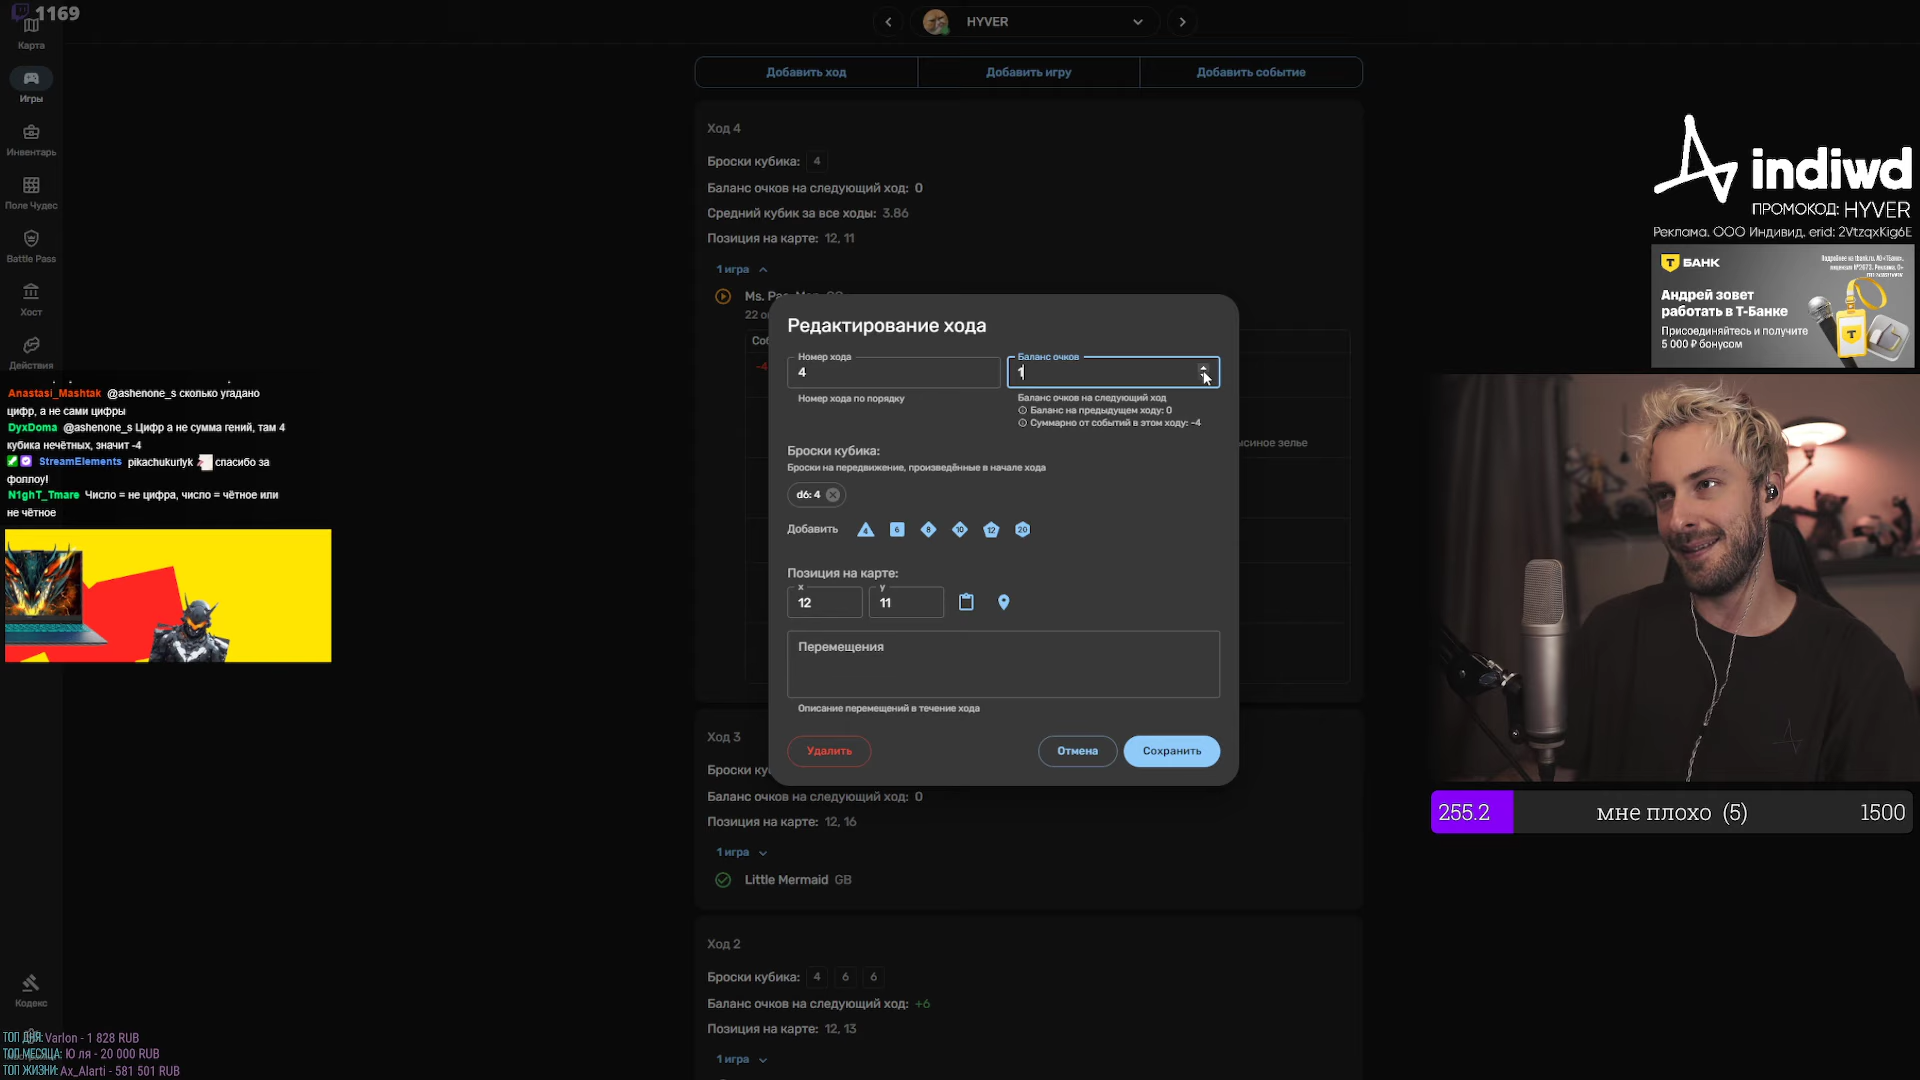 1169
Карта
Игры
Инвентарь
Поле Чудес
Battle Pass
Хост
Действия
Anastasi_Mashtak @ashenone_s сколько угадано
цифр, а не сами цифры
DyxDoma @ashenone_s Цифр а не сумма гений, там 4
кубика нечётных, значит -4
StreamElements pikachukurlyk спасибо за
фоллоу!
N1ghT_Tmare Число = не цифра, число = чётное или
не чётное
Кодекс
ТОП ДНЯ: Varlon - 1 828 RUB
ТОП МЕСЯЦА: Ю ля - 20 000 RUB
ТОП ЖИЗНИ: Ax_Alarti - 581 501 RUB
HYVER
Добавить ход
Добавить игру
Добавить событие
Ход 4
Броски кубика: 4
Баланс очков на следующий ход: 0
Средний кубик за все ходы: 3.86
Позиция на карте: 12, 11
1 игра
22
-4
Редактирование хода
Номер хода
4
Номер хода по порядку
Баланс очков
1
Баланс очков на следующий ход
Баланс на предыдущем ходу: 0
Суммарно от событий в этом ходу: -4
Броски кубика:
Броски на передвижение, произведённые в начале хода
d6: 4
Добавить 4 6 8 10 12 20
Позиция на карте:
x
12
y
11
Перемещения
Описание перемещений в течение хода
Удалить
Отмена
Сохранить
Ход 3
Баланс очков на следующий ход: 0
Позиция на карте: 12, 16
1 игра
Little Mermaid GB
Ход 2
Броски кубика: 4 6 6
Баланс очков на следующий ход: +6
Позиция на карте: 12, 13
1 игра
indiwd
ПРОМОКОД: HYVER
Реклама. ООО Индивид. erid: 2VtzqxKig6E
Т БАНК
Андрей зовет
работать в Т-Банке
Присоединяйтесь и получите
5 000 ₽ бонусом
255.2 мне плохо (5) 1500